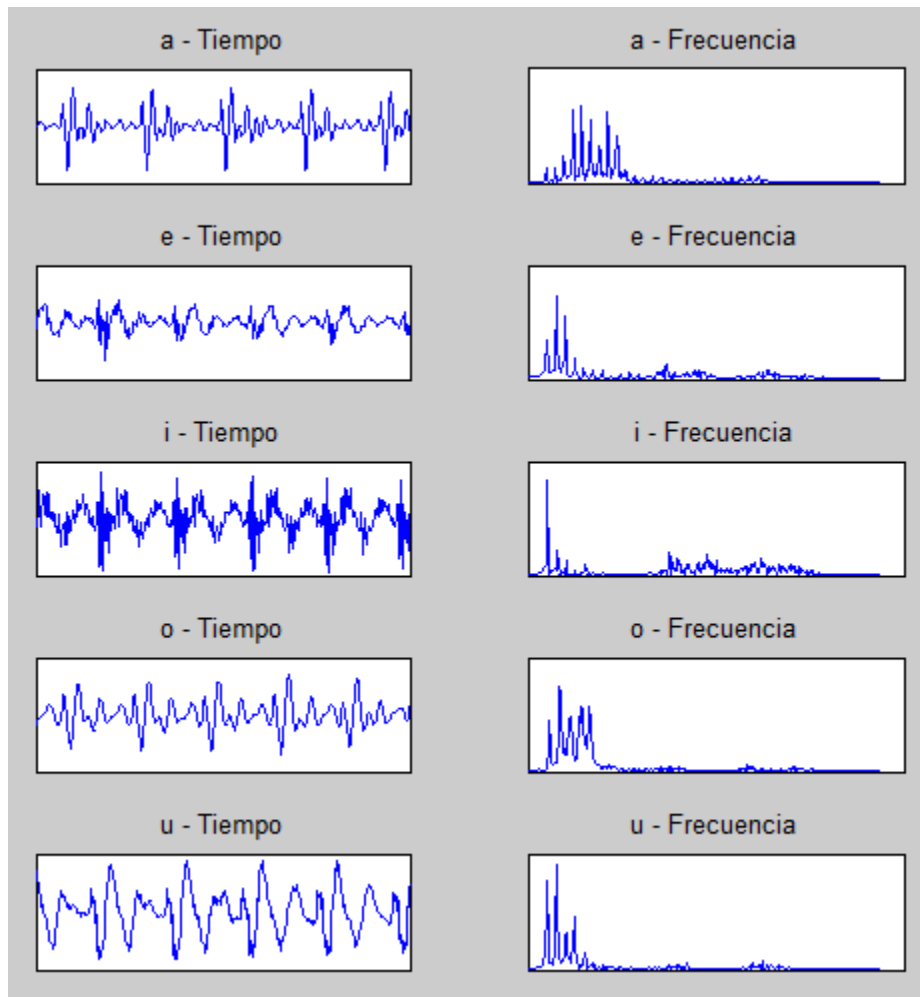 a - Tiempo
a - Frecuencia
e - Tiempo
e - Frecuencia
i - Tiempo
i - Frecuencia
o - Tiempo
o - Frecuencia
u - Tiempo
u - Frecuencia